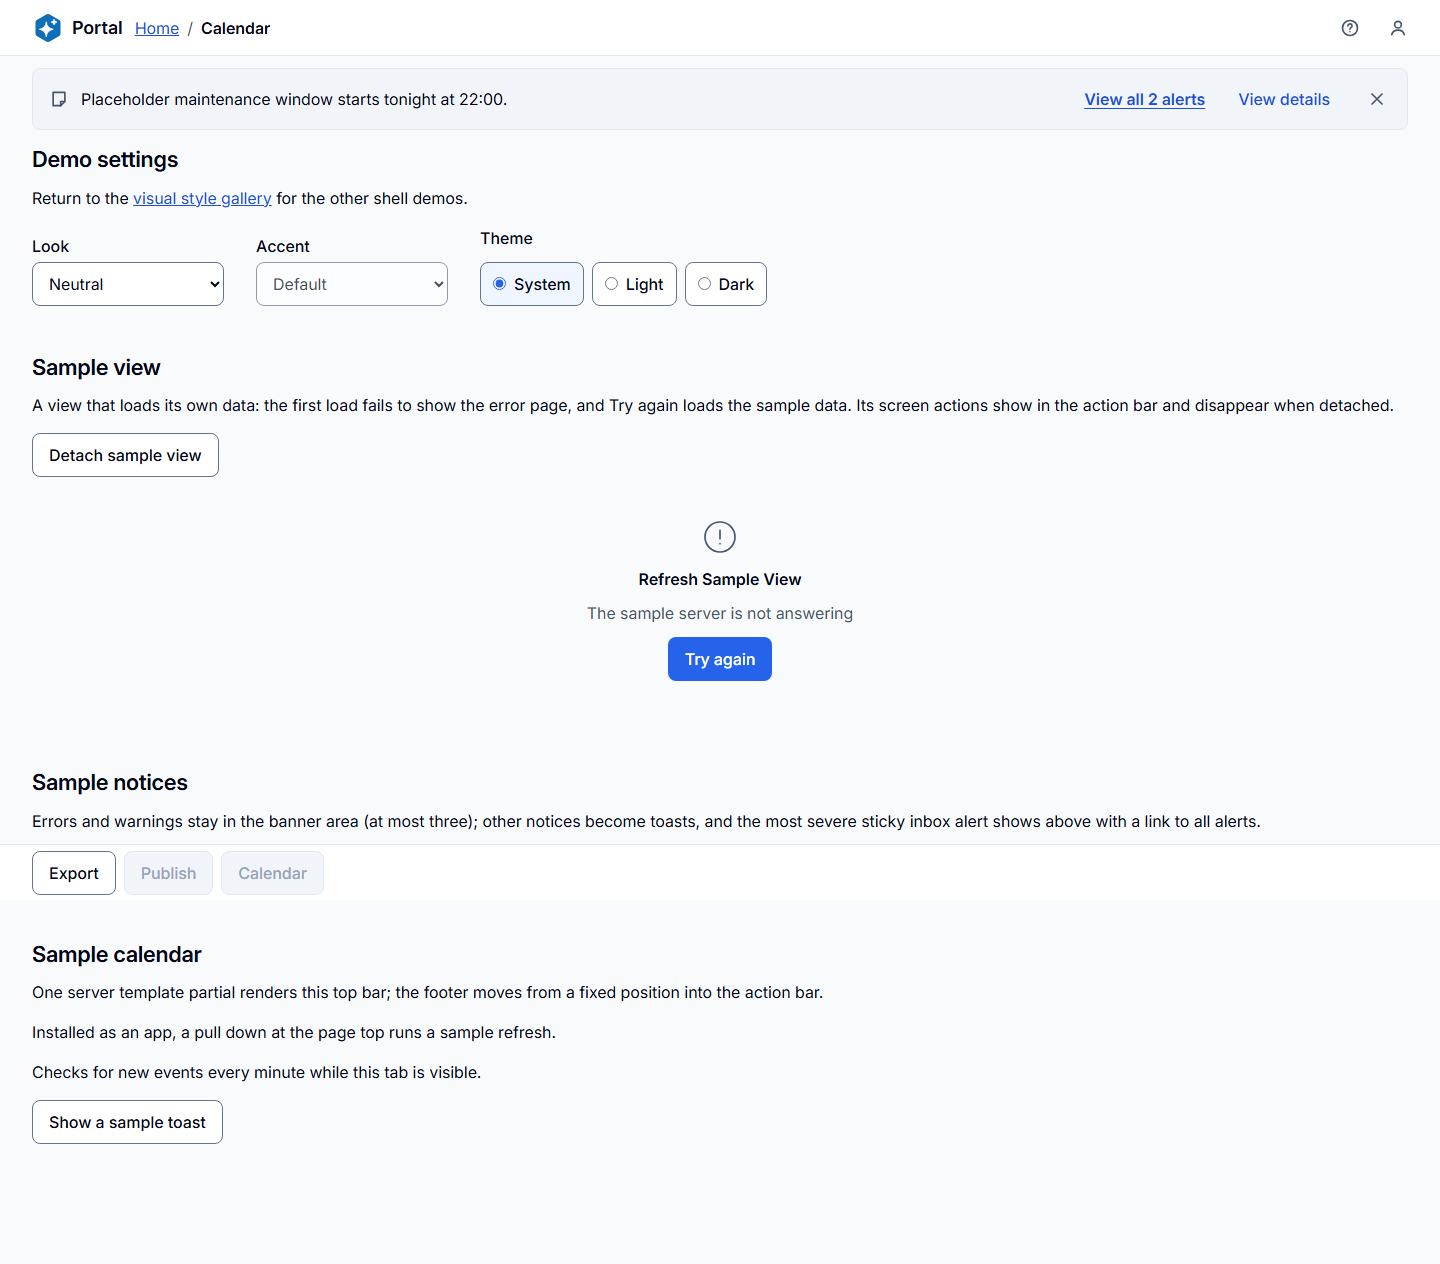 Portal Home / Calendar
Placeholder maintenance window starts tonight at 22:00. View all 2 alerts View details
Demo settings
Return to the visual style gallery for the other shell demos.
Look Accent Theme
Neutral Default System Light Dark
Sample view
A view that loads its own data: the first load fails to show the error page, and Try again loads the sample data. Its screen actions show in the action bar and disappear when detached.
Detach sample view
Refresh Sample View
The sample server is not answering
Try again
Sample notices
Errors and warnings stay in the banner area (at most three); other notices become toasts, and the most severe sticky inbox alert shows above with a link to all alerts.
Export Publish Calendar
Sample calendar
One server template partial renders this top bar; the footer moves from a fixed position into the action bar.
Installed as an app, a pull down at the page top runs a sample refresh.
Checks for new events every minute while this tab is visible.
Show a sample toast